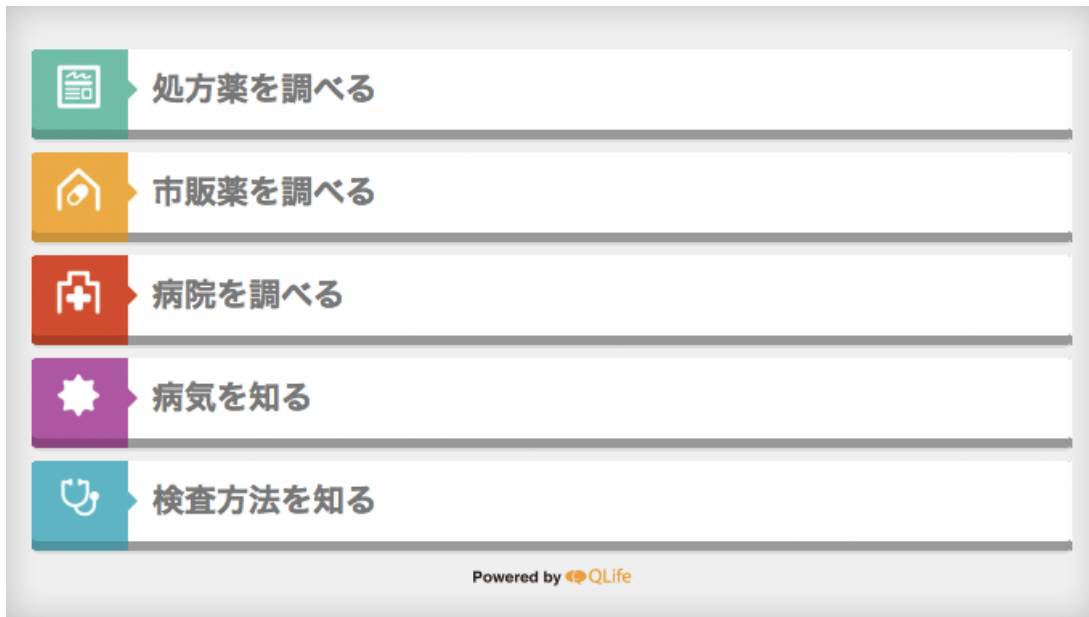 処方薬を調べる
市販薬を調べる
病院を調べる
病気を知る
検査方法を知る
Powered by QLife